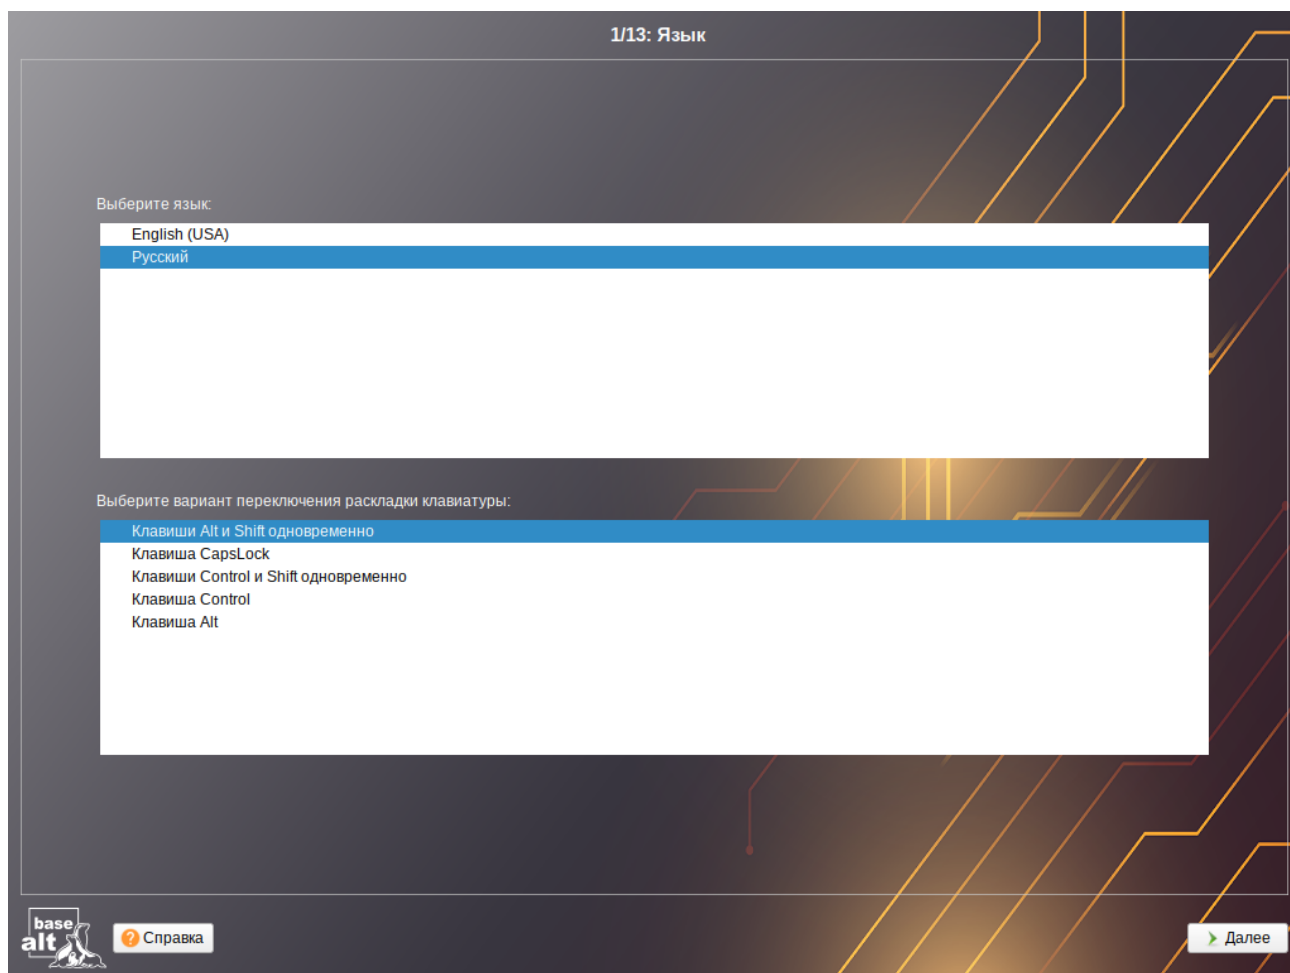 1/13: Язык
Выберите язык:
English (USA)
Русский
Выберите вариант переключения раскладки клавиатуры:
Клавиши Alt и Shift одновременно
Клавиша CapsLock
Клавиши Control и Shift одновременно
Клавиша Control
Клавиша Alt
base
alt
Справка
Далее